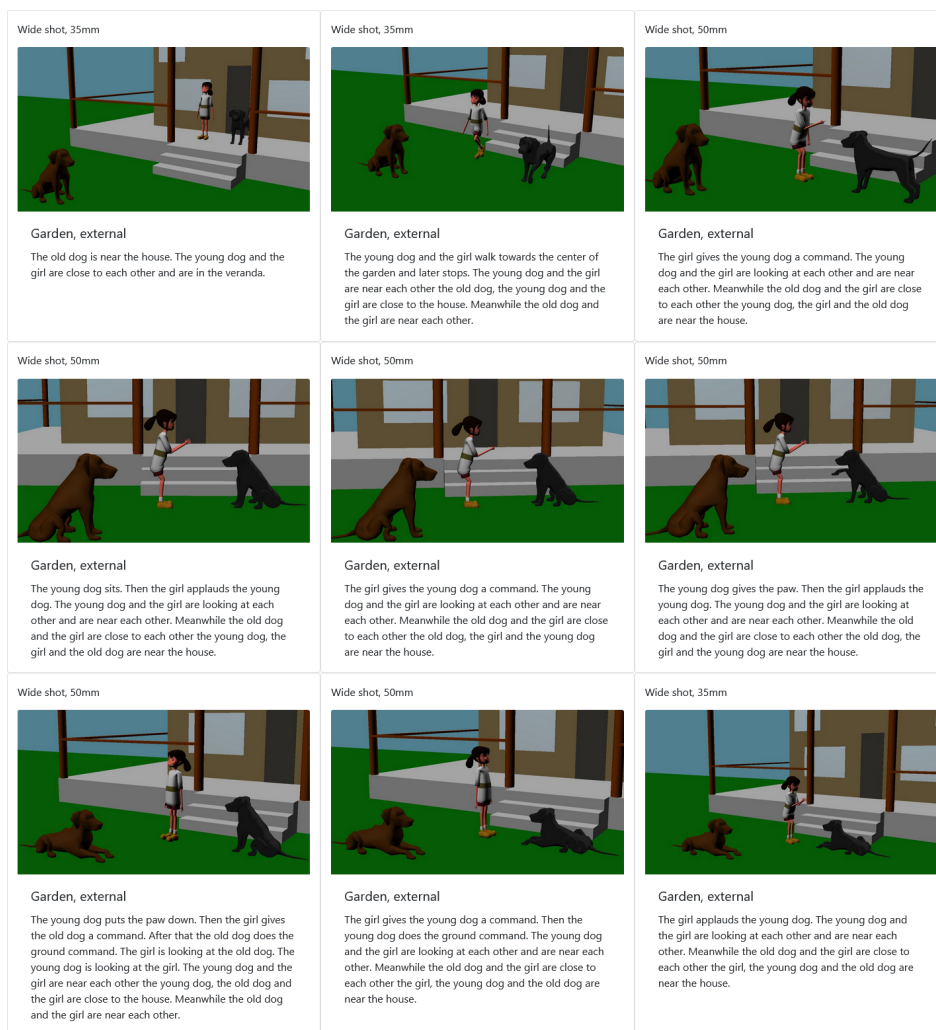 Wide shot, 35mm
Garden, external
The old dog is near the house. The young dog and the
girl are close to each other and are in the veranda.
Wide shot, 35mm
Garden, external
The young dog and the girl walk towards the center of
the garden and later stops. The young dog and the girl
are near each other the old dog, the young dog and the
girl are close to the house. Meanwhile the old dog and
the girl are near each other.
Wide shot, 50mm
Garden, external
The girl gives the young dog a command. The young
dog and the girl are looking at each other and are near
each other. Meanwhile the old dog and the girl are close
to each other the young dog, the girl and the old dog
are near the house.
Wide shot, 50mm
Garden, external
The young dog sits. Then the girl applauds the young
dog. The young dog and the girl are looking at each
other and are near each other. Meanwhile the old dog
and the girl are close to each other the young dog, the
girl and the old dog are near the house.
Wide shot, 50mm
Garden, external
The girl gives the young dog a command. The young
dog and the girl are looking at each other and are near
each other. Meanwhile the old dog and the girl are close
to each other the old dog, the girl and the young dog
are near the house.
Wide shot, 50mm
Garden, external
The young dog gives the paw. Then the girl applauds the
young dog. The young dog and the girl are looking at
each other and are near each other. Meanwhile the old
dog and the girl are close to each other the old dog, the
girl and the young dog are near the house.
Wide shot, 50mm
Garden, external
The young dog puts the paw down. Then the girl gives
the old dog a command. After that the old dog does the
ground command. The girl is looking at the old dog. The
young dog is looking at the girl. The young dog and the
girl are near each other the young dog, the old dog and
the girl are close to the house. Meanwhile the old dog
and the girl are near each other.
Wide shot, 50mm
Garden, external
The girl gives the young dog a command. Then the
young dog does the ground command. The young dog
and the girl are looking at each other and are near each
other. Meanwhile the old dog and the girl are close to
each other the girl, the young dog and the old dog are
near the house.
Wide shot, 35mm
Garden, external
The girl applauds the young dog. The young dog and
the girl are looking at each other and are near each
other. Meanwhile the old dog and the girl are close to
each other the girl, the young dog and the old dog are
near the house.